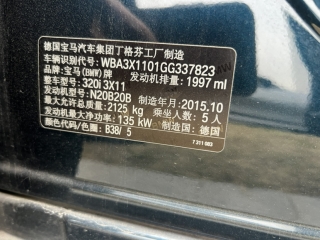 德国宝马汽车集团丁格芬工厂制造
车辆识别代号: WBA3X1101GG337823
品牌: 宝马(BMW)牌 发动机排量: 1997 ml
整车型号: 320i 3X11
发动机型号: N20B20B 制造年月: 2015.10
最大允许总质量: 2125 kg 乘坐人数: 5 人
发动机最大净功率: 135 kW 制造国: 德国
颜色/颜色代码: B38/ 5
7 311 003